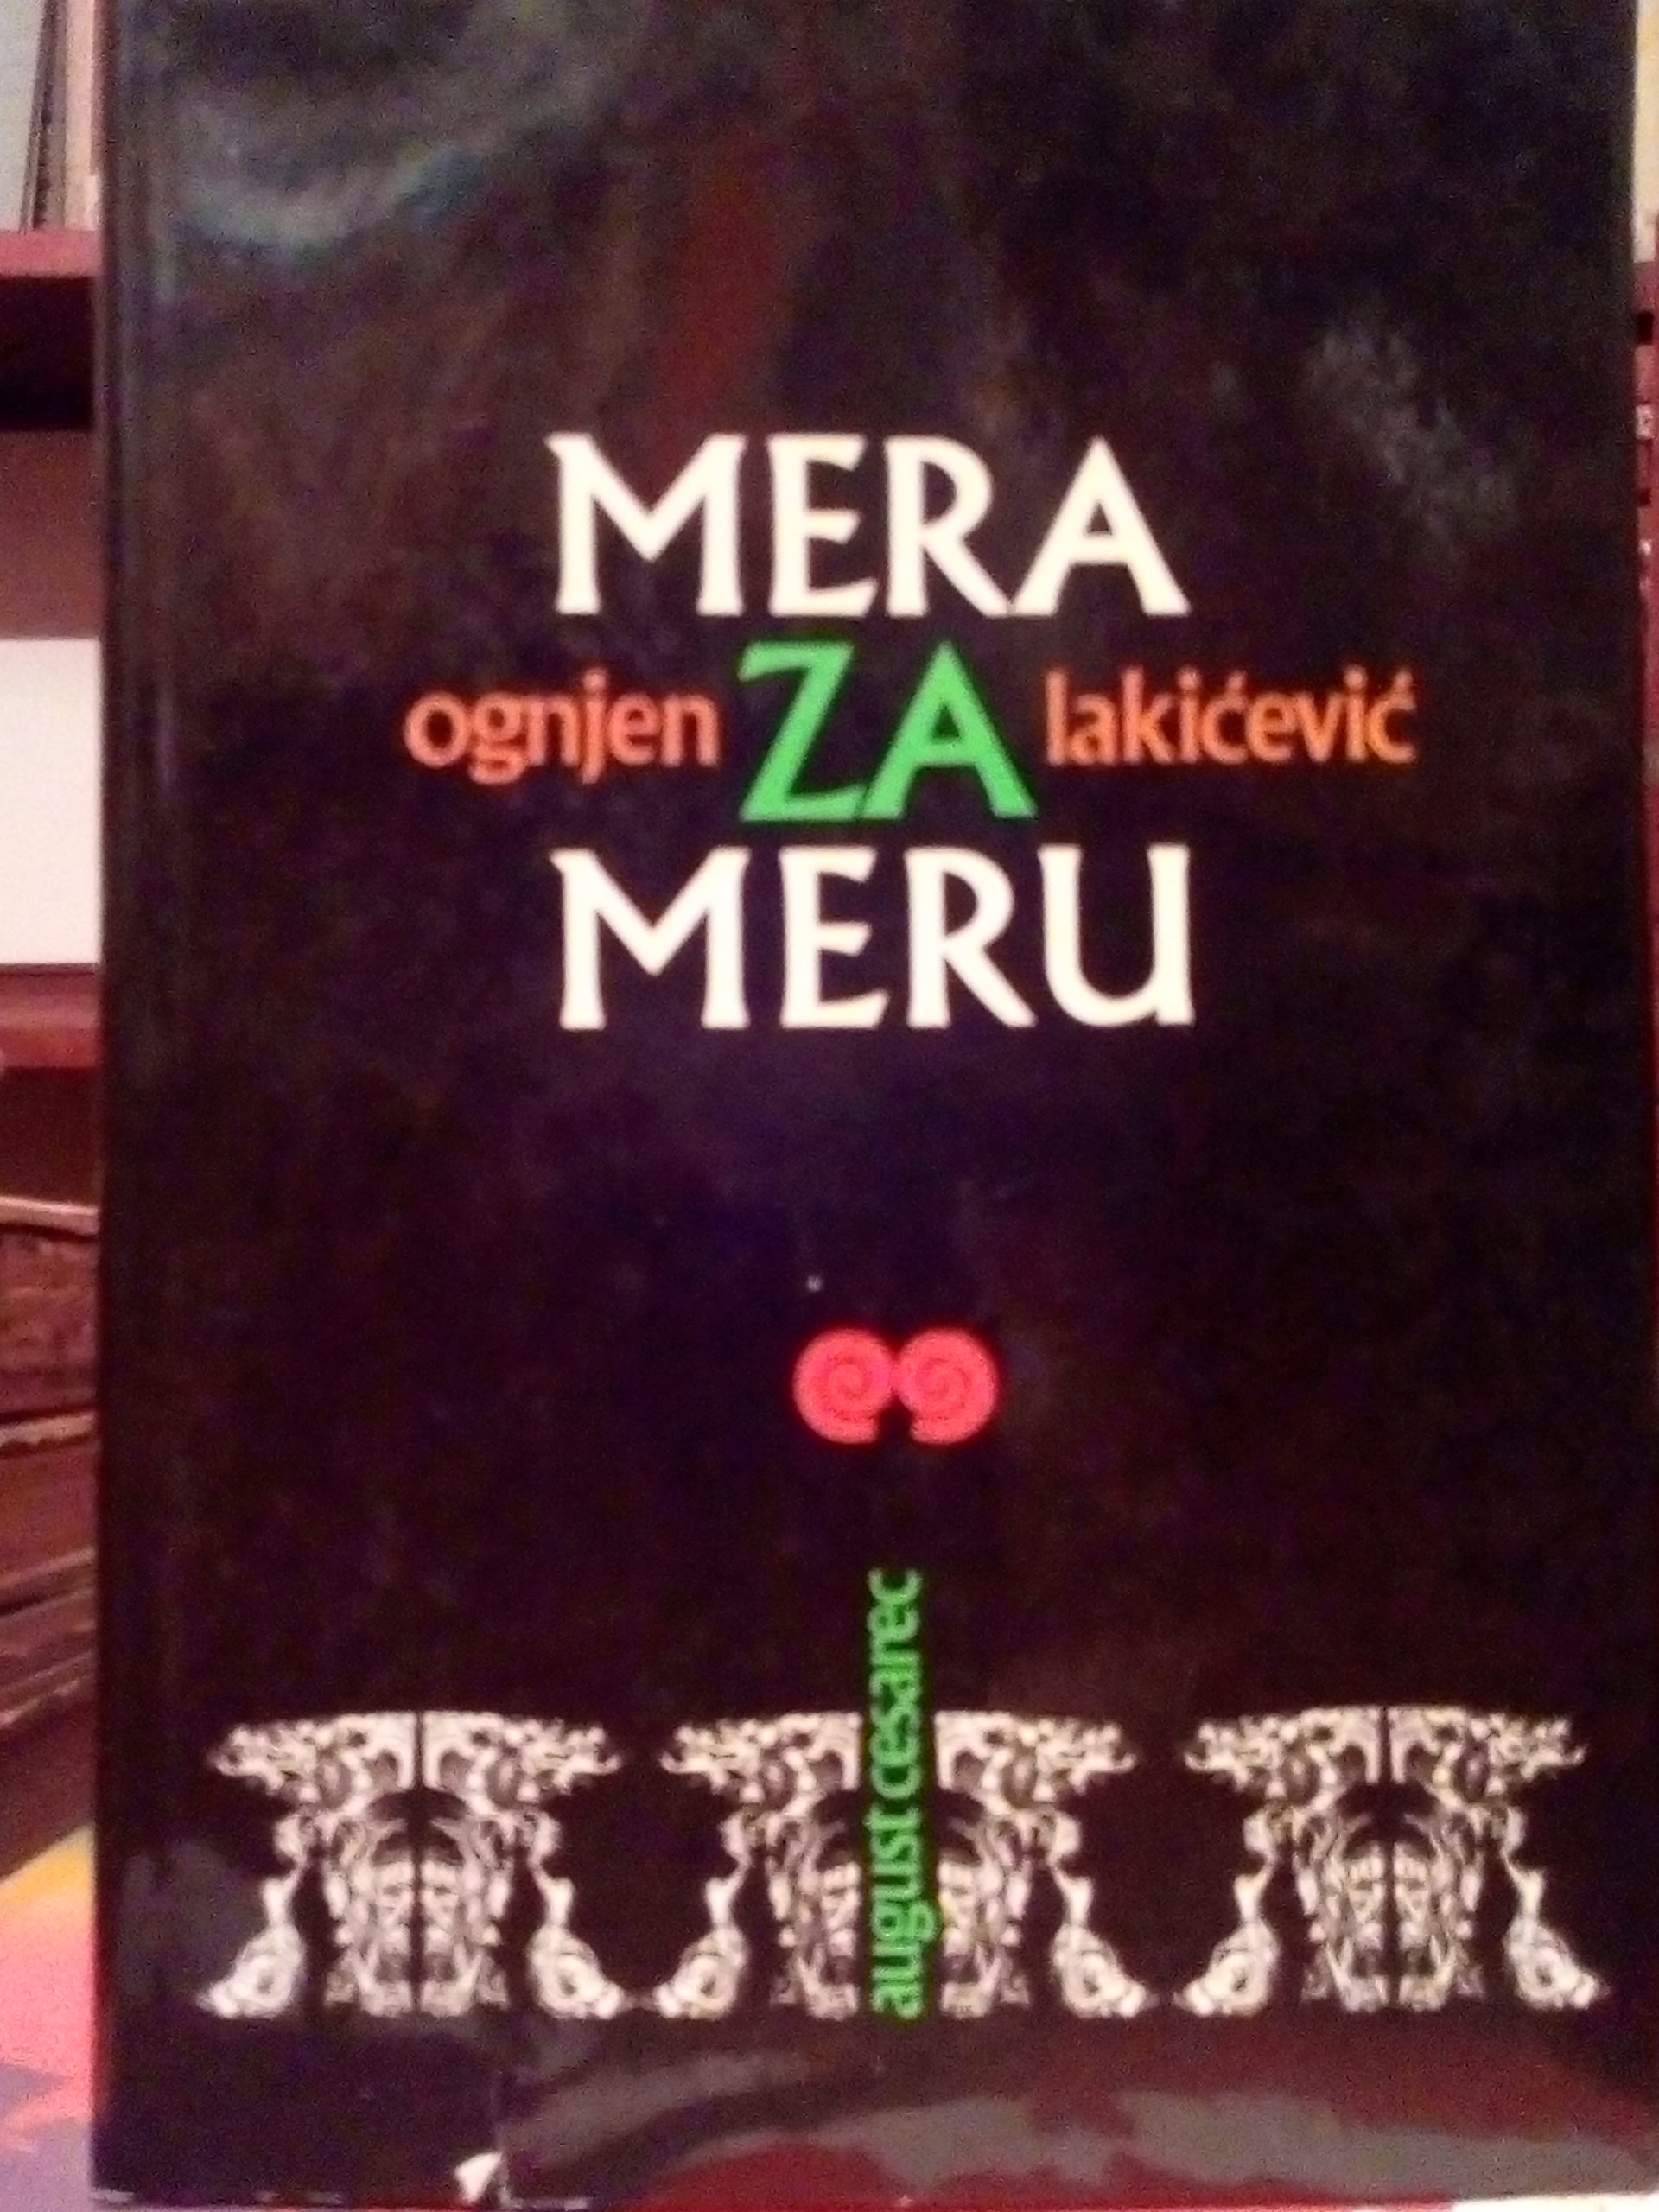 MERA
ognjen ZA lakićević
MERU
august cesarec